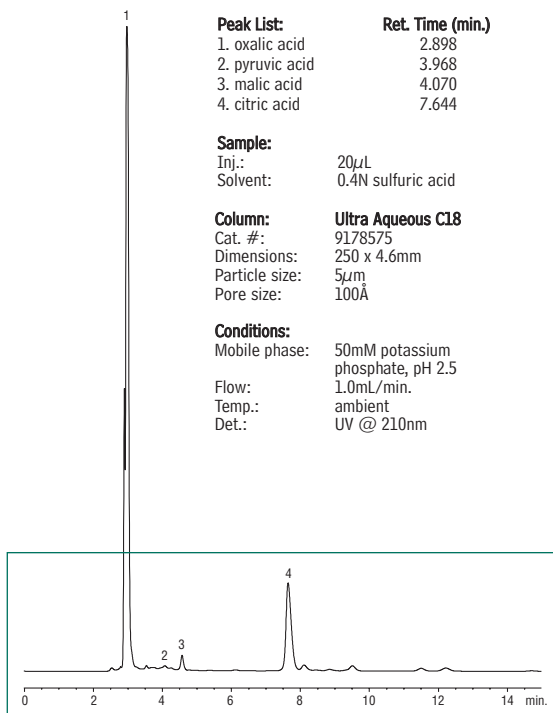 1
Peak List: Ret. Time (min.)
1. oxalic acid 2.898
2. pyruvic acid 3.968
3. malic acid 4.070
4. citric acid 7.644
Sample:
Inj.: 20μL
Solvent: 0.4N sulfuric acid
Column: Ultra Aqueous C18
Cat. #: 9178575
Dimensions: 250 x 4.6mm
Particle size: 5μm
Pore size: 100Å
Conditions:
Mobile phase: 50mM potassium
phosphate, pH 2.5
Flow: 1.0mL/min.
Temp.: ambient
Det.: UV @ 210nm
4
2 3
0 2 4 6 8 10 12 14 min.